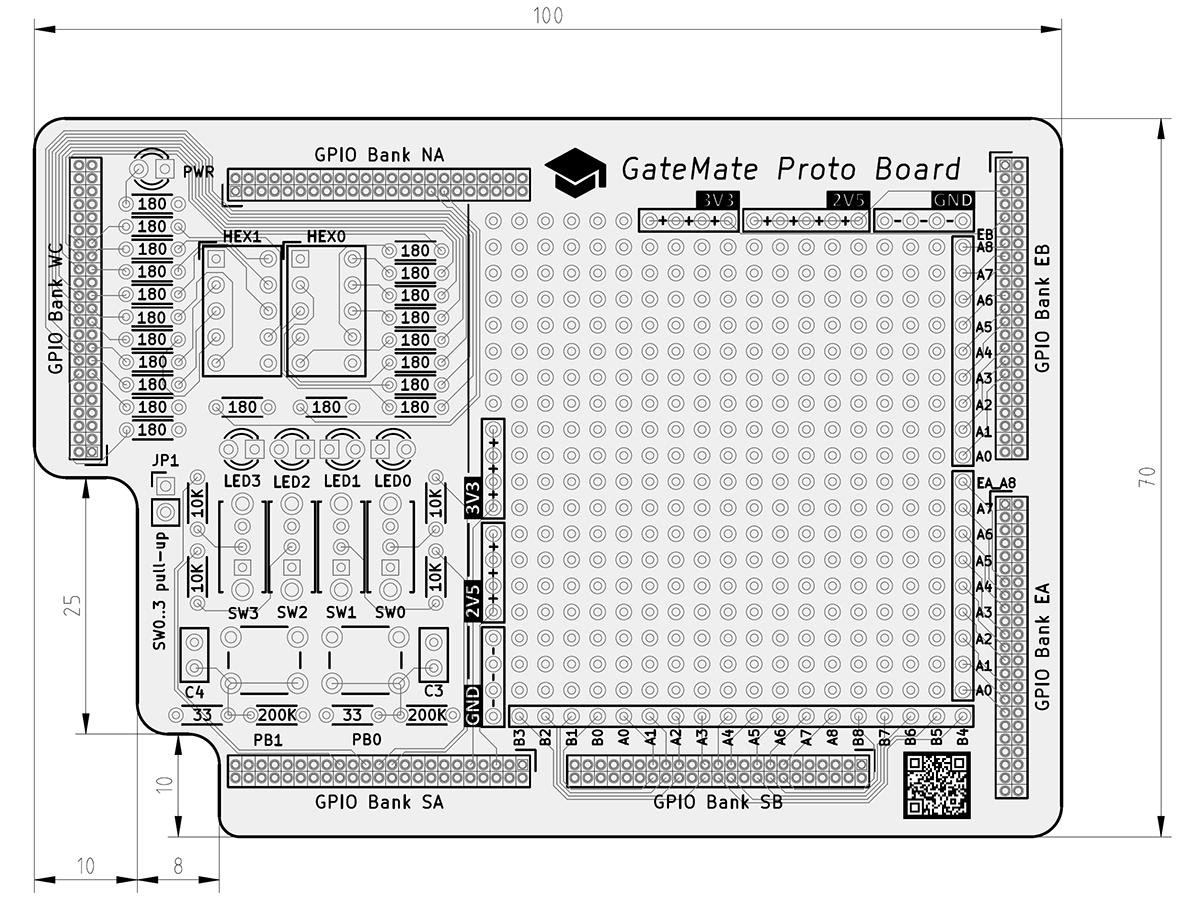 100
GPIO Bank NA
GateMate Proto Board
PWR
3V3
2V5
GND
180
180
180
180
180
180
180
180
180
180
180
GPIO Bank WC
HEX1
HEX0
180
180
180
180
180
180
180
180
180
180
+ + + +
+ + + + +
- - - -
EB
A8
A7
A6
A5
A4
A3
A2
A1
A0
GPIO Bank EB
JP1
LED3
LED2
LED1
LED0
10K
10K
10K
10K
3V3
+ + + +
2V5
+ + + +
GND
- - - -
EA_A8
A7
A6
A5
A4
A3
A2
A1
A0
GPIO Bank EA
70
25
SW0..3 pull-up
SW3
SW2
SW1
SW0
C4
C3
33
200K
33
200K
PB1
PB0
B3
B2
B1
B0
A0
A1
A2
A3
A4
A5
A6
A7
A8
B8
B7
B6
B5
B4
GPIO Bank SA
GPIO Bank SB
10
10
8